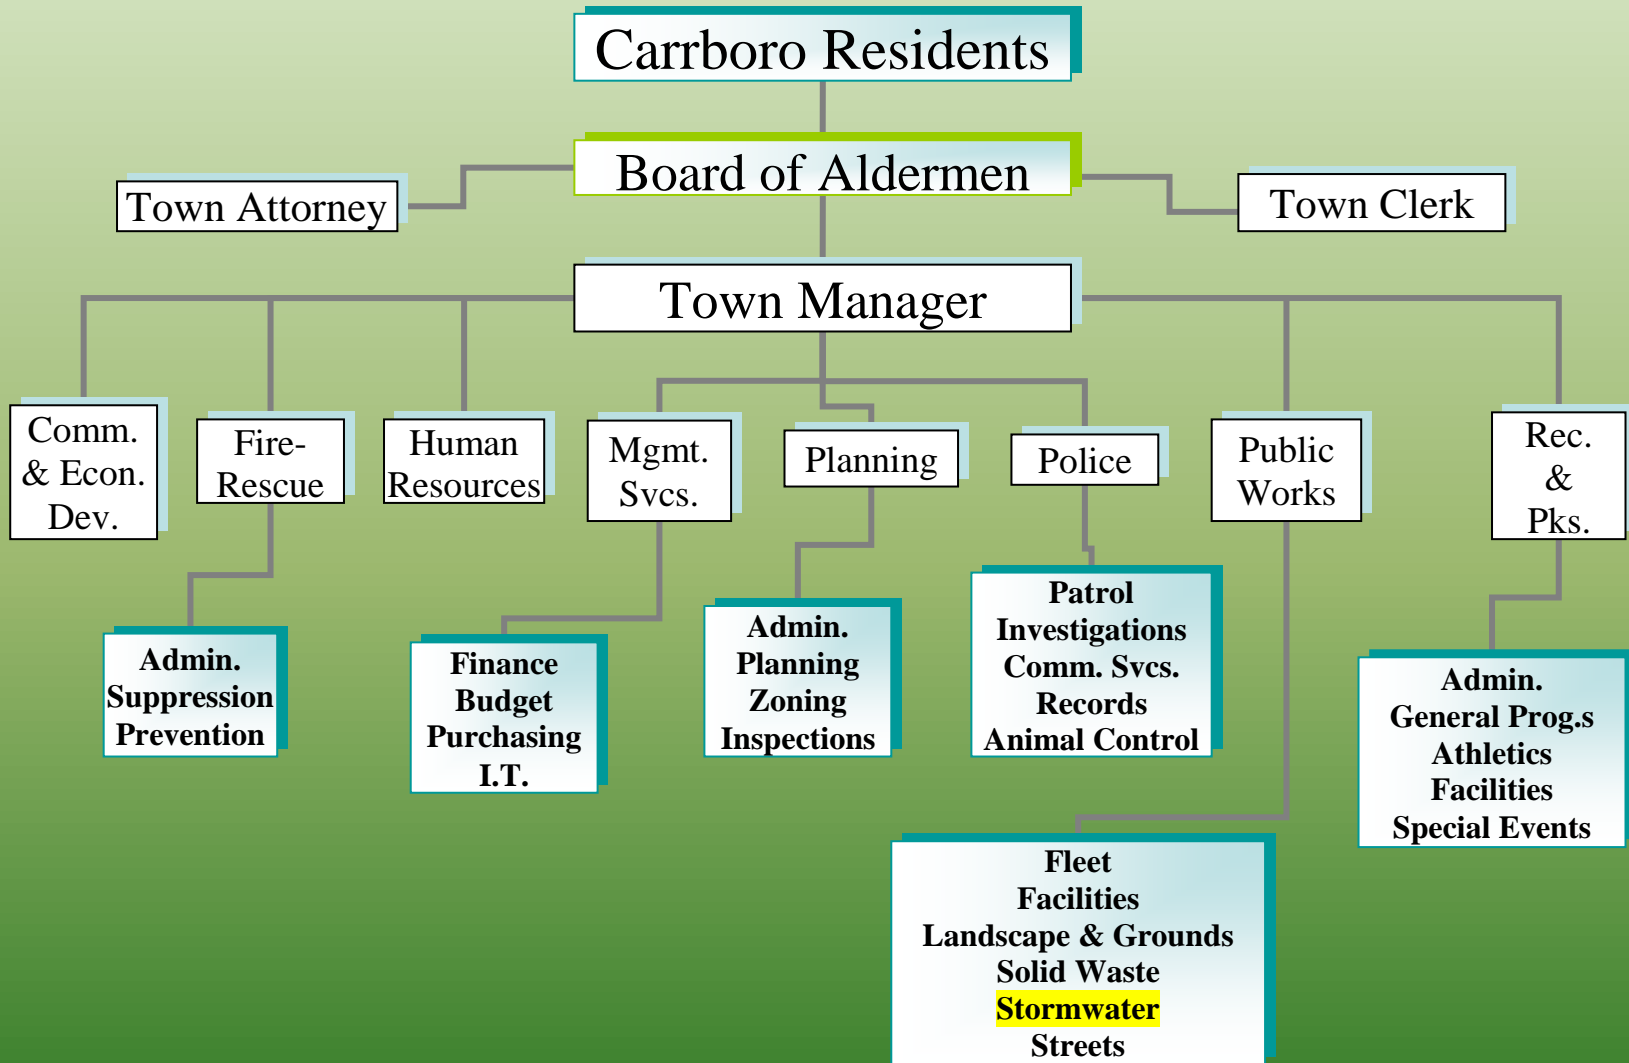 Carrboro Residents
Board of Aldermen
Town Attorney
Town Clerk
Town Manager
Comm.
& Econ.
Dev.
Fire-
Rescue
Human
Resources
Mgmt.
Svcs.
Planning
Police
Public
Works
Rec.
&
Pks.
Admin.
Suppression
Prevention
Finance
Budget
Purchasing
I.T.
Admin.
Planning
Zoning
Inspections
Patrol
Investigations
Comm. Svcs.
Records
Animal Control
Fleet
Facilities
Landscape & Grounds
Solid Waste
Stormwater
Streets
Admin.
General Prog.s
Athletics
Facilities
Special Events